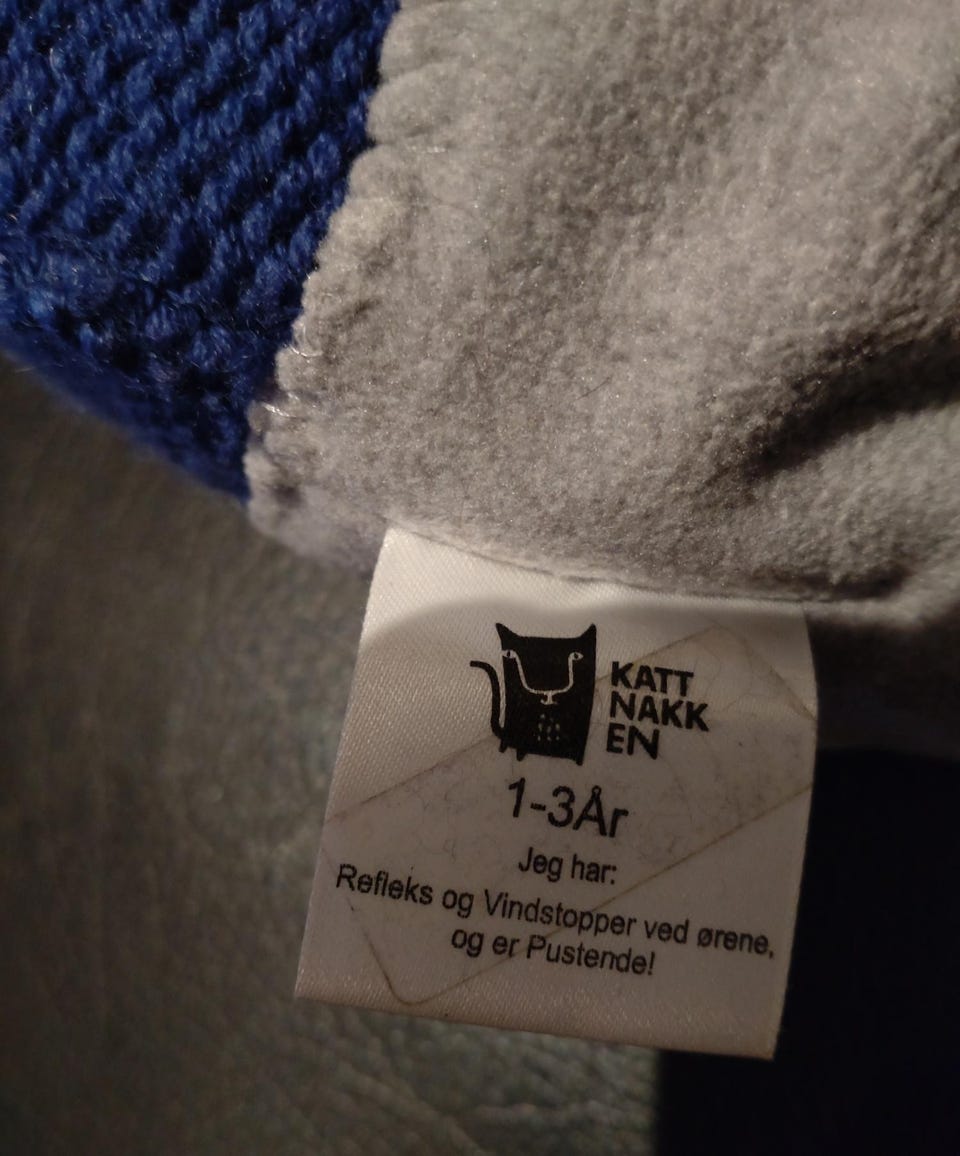 KATT
NAKK
EN
1-3År
Jeg har:
Refleks og Vindstopper ved ørene,
og er Pustende!